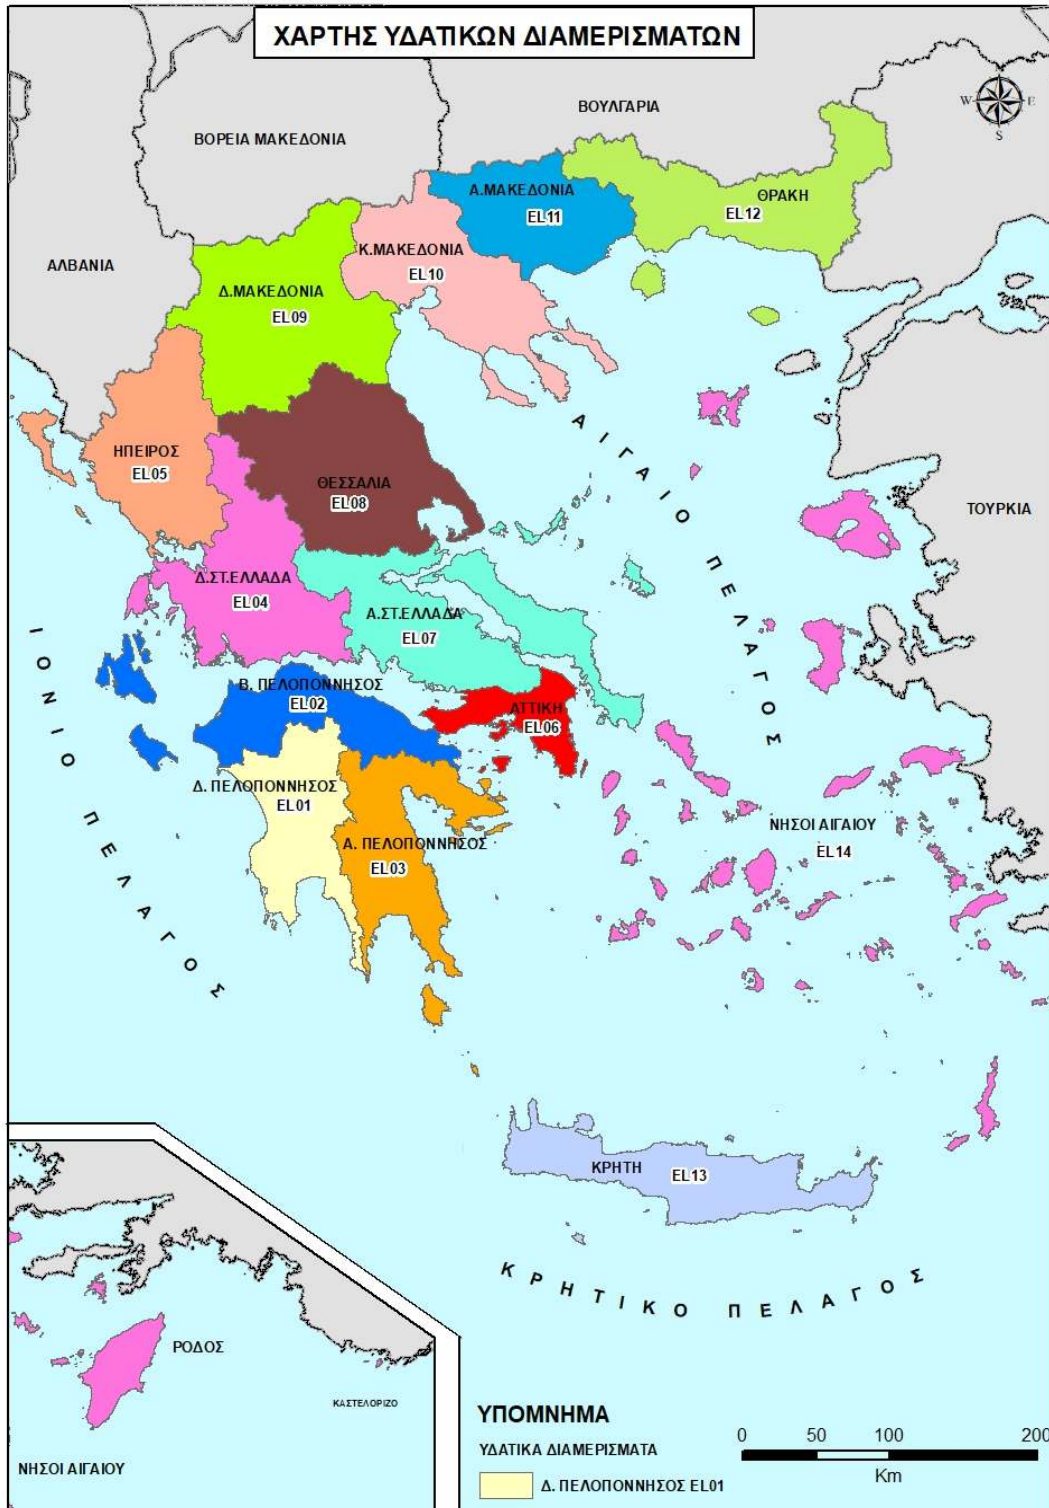 ΧΑΡΤΗΣ ΥΔΑΤΙΚΩΝ ΔΙΑΜΕΡΙΣΜΑΤΩΝ
ΒΟΥΛΓΑΡΙΑ
W E
S
ΒΟΡΕΙΑ ΜΑΚΕΔΟΝΙΑ
Α.ΜΑΚΕΔΟΝΙΑ
EL11
ΘΡΑΚΗ
EL12
Κ.ΜΑΚΕΔΟΝΙΑ
EL10
ΑΛΒΑΝΙΑ
Δ.ΜΑΚΕΔΟΝΙΑ
EL09
ΑΙΓΑΙΟ ΠΕΛΑΓΟΣ
ΗΠΕΙΡΟΣ
EL05
ΘΕΣΣΑΛΙΑ
EL08
ΤΟΥΡΚΙΑ
Δ.ΣΤ.ΕΛΛΑΔΑ
EL04
Α.ΣΤ.ΕΛΛΑΔΑ
EL07
ΙΟΝΙΟ ΠΕΛΑΓΟΣ
Β. ΠΕΛΟΠΟΝΝΗΣΟΣ
EL02
ΑΤΤΙΚΗ
EL06
Δ. ΠΕΛΟΠΟΝΝΗΣΟΣ
EL01
ΝΗΣΟΙ ΑΙΓΑΙΟΥ
EL14
Α. ΠΕΛΟΠΟΝΝΗΣΟΣ
EL03
ΚΡΗΤΗ EL13
ΚΡΗΤΙΚΟ ΠΕΛΑΓΟΣ
ΡΟΔΟΣ
ΚΑΣΤΕΛΟΡΙΖΟ
ΝΗΣΟΙ ΑΙΓΑΙΟΥ
ΥΠΟΜΝΗΜΑ
ΥΔΑΤΙΚΑ ΔΙΑΜΕΡΙΣΜΑΤΑ
Δ. ΠΕΛΟΠΟΝΝΗΣΟΣ EL01
0 50 100 200
Km